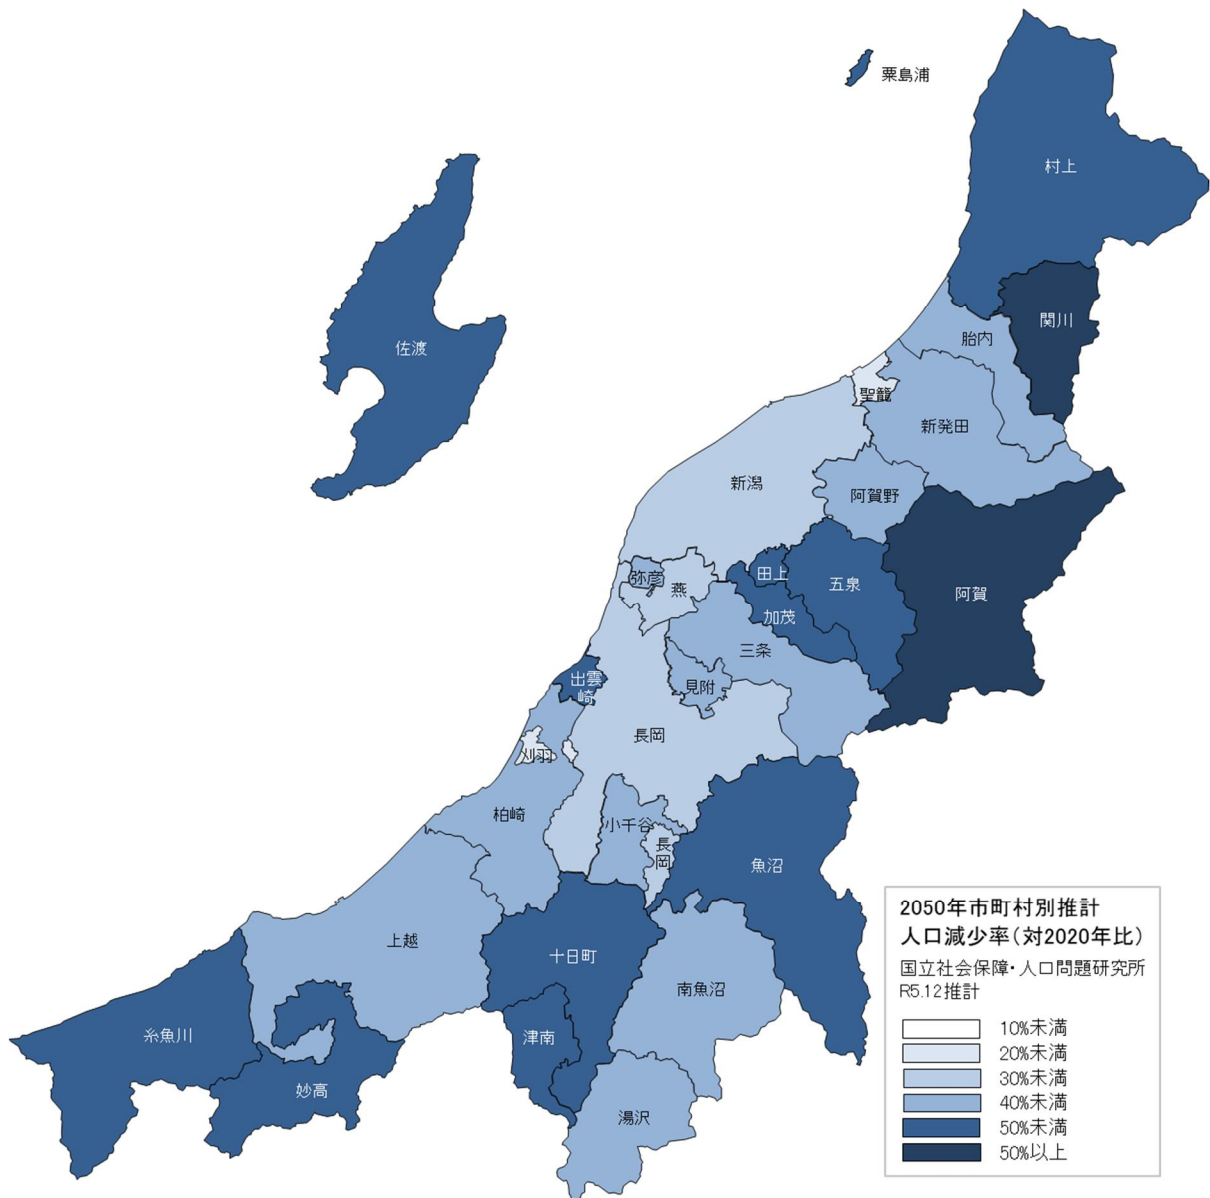 粟島浦
村上
関川
佐渡
胎内
聖籠
新発田
新潟
阿賀野
弥彦
燕
田上
五泉
阿賀
加茂
三条
出雲
崎
見附
長岡
刈羽
柏崎
小千谷
長
岡
魚沼
上越
十日町
南魚沼
糸魚川
津南
妙高
湯沢
2050年市町村別推計
人口減少率(対2020年比)
国立社会保障・人口問題研究所
R5.12推計
10%未満
20%未満
30%未満
40%未満
50%未満
50%以上